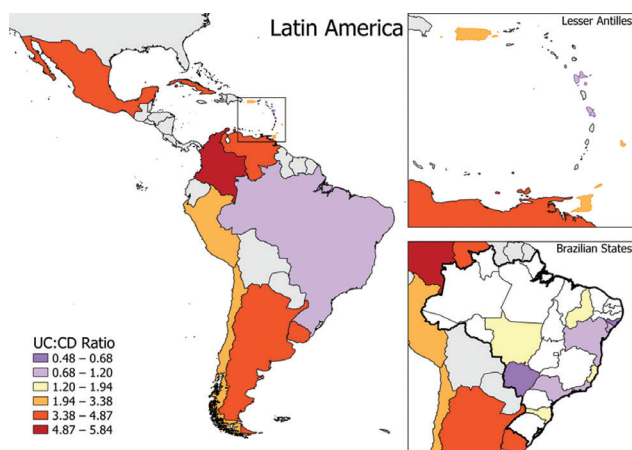 Latin America
Lesser Antilles
Brazilian States
UC:CD Ratio
0.48 – 0.68
0.68 – 1.20
1.20 – 1.94
1.94 – 3.38
3.38 – 4.87
4.87 – 5.84